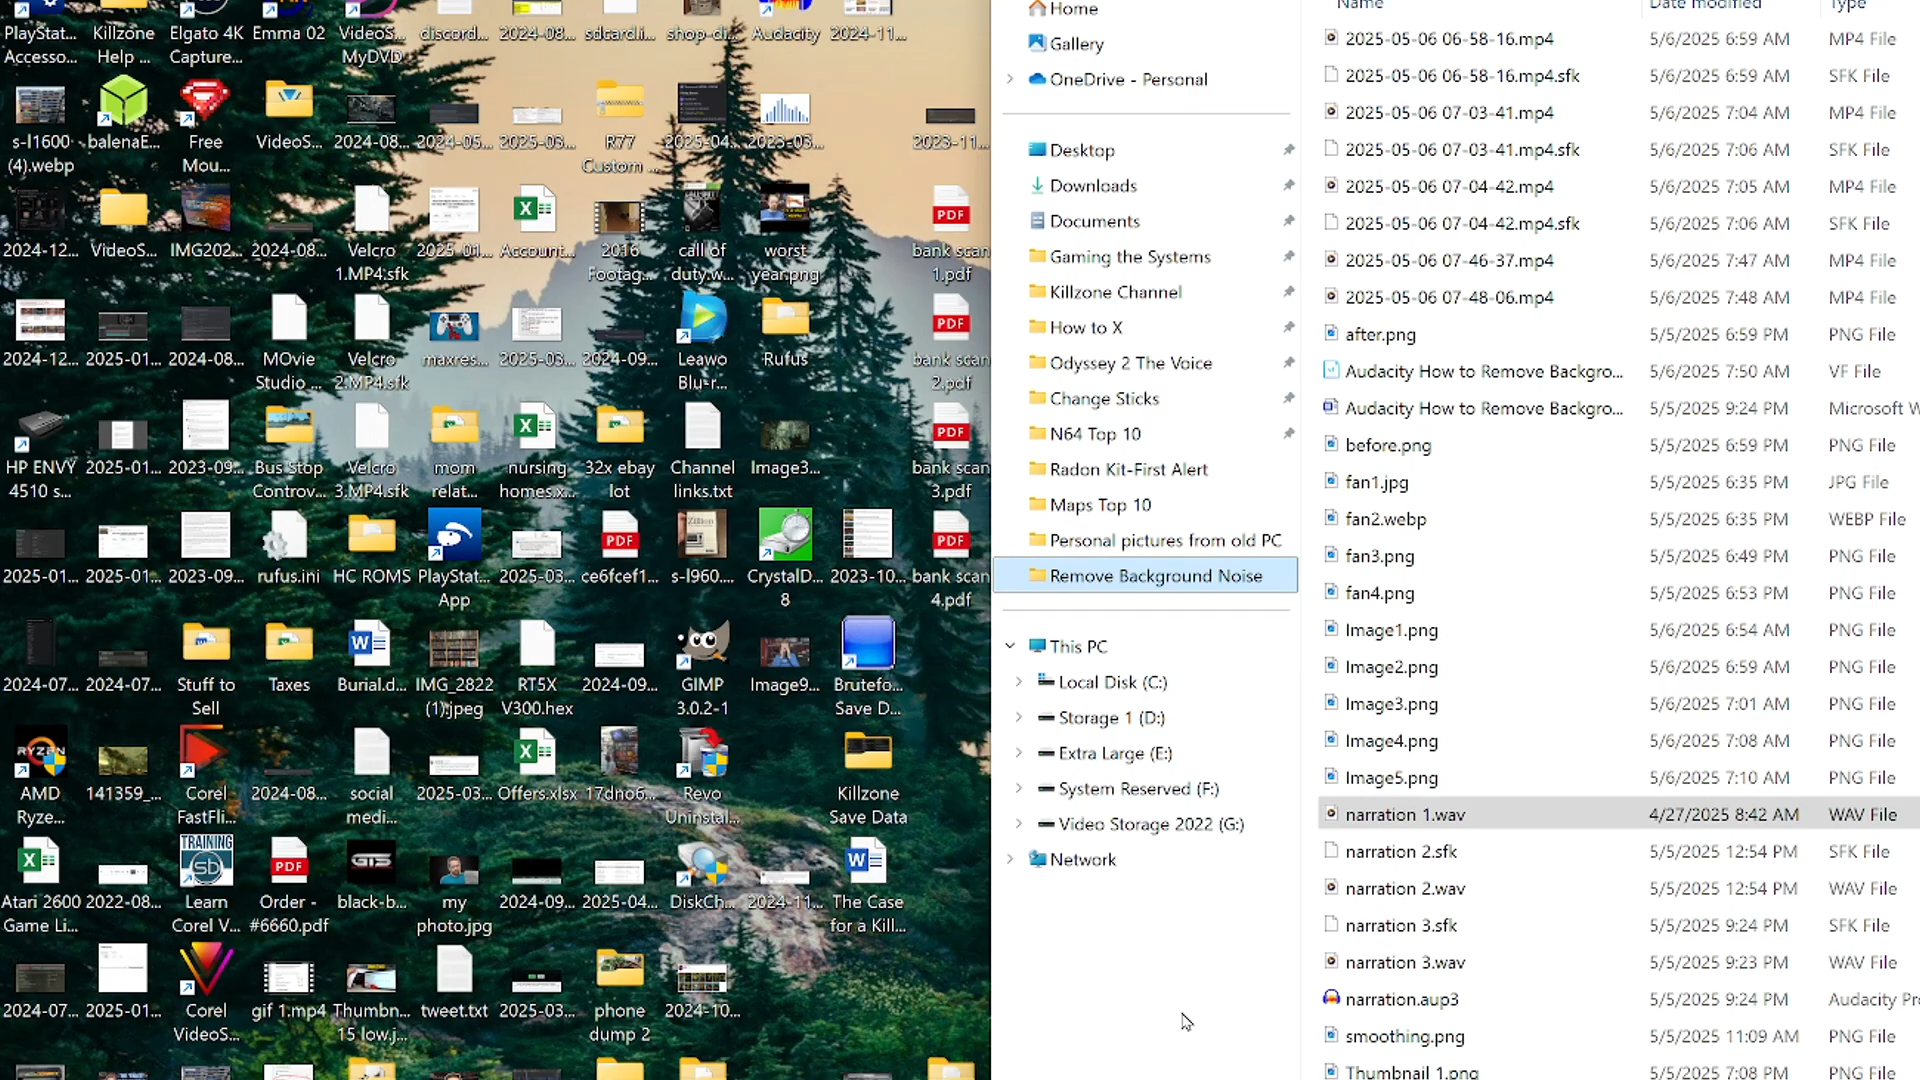 PlayStat... Killzone Elgato 4K Emma 02 VideoS... discord... 2024-08... sdcard.i... shop-di... Audacity 2024-11...
Accesso... Help ... Capture... MyDVD
s-l1600 balenaE... Free VideoS... 2024-08... 2024-05... 2025-03... R77 2025-04... 2023-03... 2023-11...
(4).webp Mou... Custom ...
2024-12... VideoS... IMG202... 2024-08... Velcro 2025-01... Account... 2016 call of worst bank scan
1.MP4.sfk Footag... duty.w... year.png 1.pdf
2024-12... 2025-01... 2024-08... MOvie Velcro maxres... 2025-03... 2024-09... Leawo Rufus bank scan
Studio ... 2.MP4.sfk Blu-r... 2.pdf
HP ENVY 2025-01... 2023-09... Bus Stop Velcro mom nursing 32x ebay Channel Image3... bank scan
4510 s... Controv... 3.MP4.sfk relat... homes.x... lot links.txt 3.pdf
2025-01... 2025-01... 2023-09... rufus.ini HC ROMS PlayStat... 2025-03... ce6fcef1... s-l960.... CrystalD... 2023-10... bank scan
App 8 4.pdf
2024-07... 2024-07... Stuff to Taxes Burial.d... IMG_2822 RT5X 2024-09... GIMP Image9... Brutefo...
Sell (1).jpeg V300.hex 3.0.2-1 Save D...
RYZEN
AMD 141359_... Corel 2024-08... social 2025-03... Offers.xlsx 17dno6... Revo Killzone
Ryze... FastFli... medi... Uninstal... Save Data
TRAINING
Atari 2600 2022-08... Learn Order - black-b... my 2024-09... 2025-04... DiskCh... 2024-11... The Case
Game Li... Corel V... #6660.pdf photo.jpg for a Kill...
2024-07... 2025-01... Corel gif 1.mp4 Thumbn... tweet.txt 2025-03... phone 2024-10...
VideoS... 15 low.j... dump 2
Home
Gallery
OneDrive - Personal
Desktop
Downloads
Documents
Gaming the Systems
Killzone Channel
How to X
Odyssey 2 The Voice
Change Sticks
N64 Top 10
Radon Kit-First Alert
Maps Top 10
Personal pictures from old PC
Remove Background Noise
This PC
Local Disk (C:)
Storage 1 (D:)
Extra Large (E:)
System Reserved (F:)
Video Storage 2022 (G:)
Network
Name Date modified Type
2025-05-06 06-58-16.mp4 5/6/2025 6:59 AM MP4 File
2025-05-06 06-58-16.mp4.sfk 5/6/2025 6:59 AM SFK File
2025-05-06 07-03-41.mp4 5/6/2025 7:04 AM MP4 File
2025-05-06 07-03-41.mp4.sfk 5/6/2025 7:06 AM SFK File
2025-05-06 07-04-42.mp4 5/6/2025 7:05 AM MP4 File
2025-05-06 07-04-42.mp4.sfk 5/6/2025 7:06 AM SFK File
2025-05-06 07-46-37.mp4 5/6/2025 7:47 AM MP4 File
2025-05-06 07-48-06.mp4 5/6/2025 7:48 AM MP4 File
after.png 5/5/2025 6:59 PM PNG File
Audacity How to Remove Backgro... 5/6/2025 7:50 AM VF File
Audacity How to Remove Backgro... 5/5/2025 9:24 PM Microsoft W
before.png 5/5/2025 6:59 PM PNG File
fan1.jpg 5/5/2025 6:35 PM JPG File
fan2.webp 5/5/2025 6:35 PM WEBP File
fan3.png 5/5/2025 6:49 PM PNG File
fan4.png 5/5/2025 6:53 PM PNG File
Image1.png 5/6/2025 6:54 AM PNG File
Image2.png 5/6/2025 6:59 AM PNG File
Image3.png 5/6/2025 7:01 AM PNG File
Image4.png 5/6/2025 7:08 AM PNG File
Image5.png 5/6/2025 7:10 AM PNG File
narration 1.wav 4/27/2025 8:42 AM WAV File
narration 2.sfk 5/5/2025 12:54 PM SFK File
narration 2.wav 5/5/2025 12:54 PM WAV File
narration 3.sfk 5/5/2025 9:24 PM SFK File
narration 3.wav 5/5/2025 9:23 PM WAV File
narration.aup3 5/5/2025 9:24 PM Audacity Pr
smoothing.png 5/5/2025 11:09 AM PNG File
Thumbnail 1.png 5/5/2025 7:08 PM PNG File